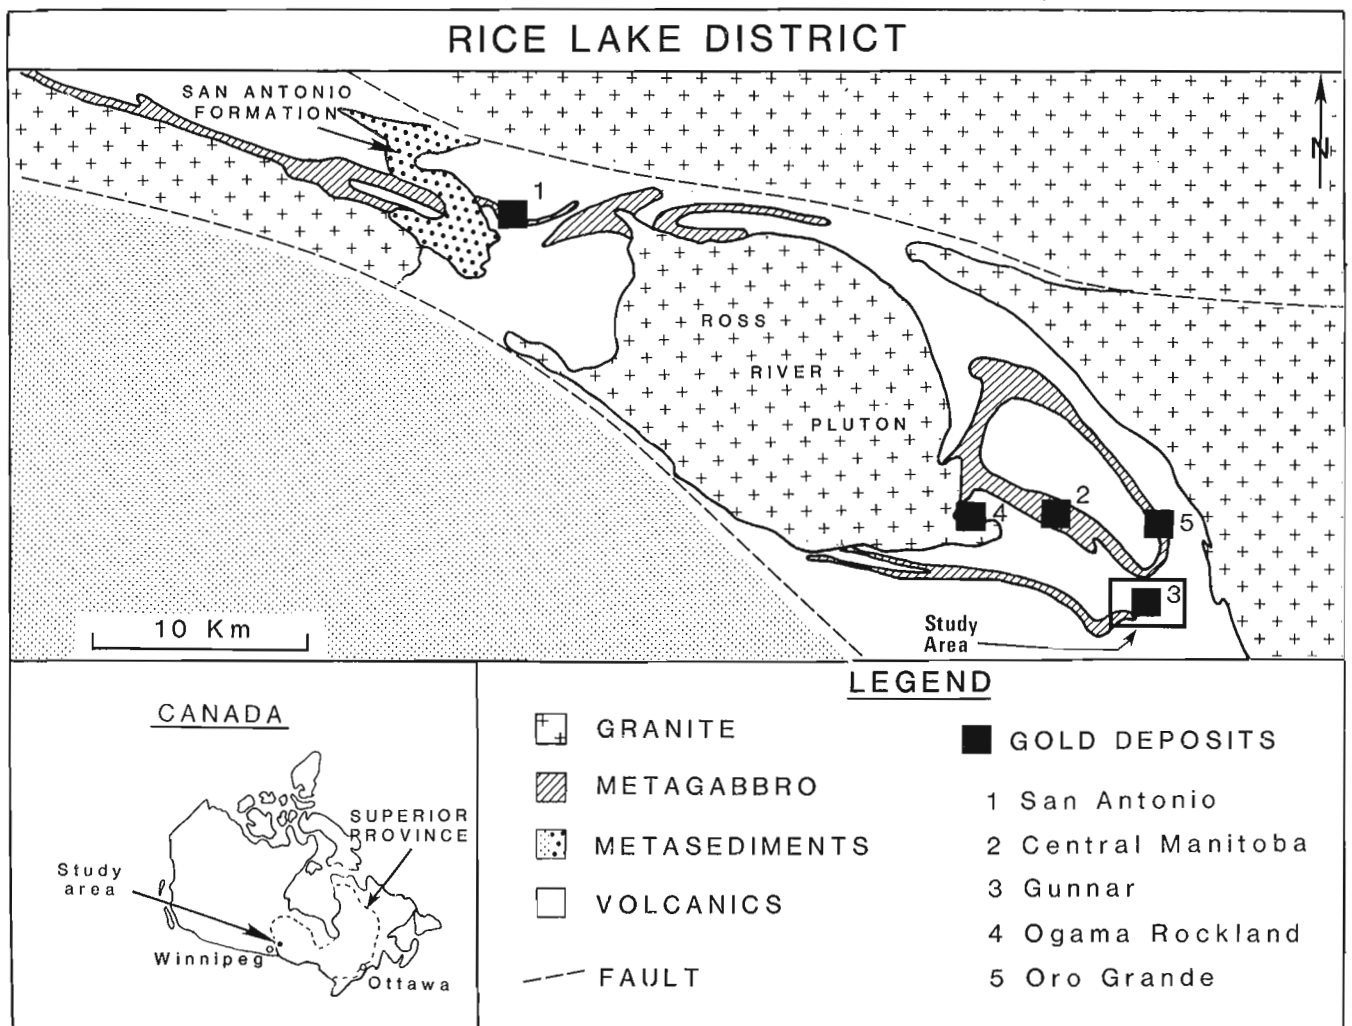 RICE LAKE DISTRICT
SAN ANTONIO
FORMATION
N
1
ROSS
RIVER
PLUTON
2
4
5
3
Study
Area
10 Km
CANADA
SUPERIOR
PROVINCE
Study
area
Winnipeg
Ottawa
LEGEND
GRANITE
METAGABBRO
METASEDIMENTS
VOLCANICS
FAULT
GOLD DEPOSITS
1 San Antonio
2 Central Manitoba
3 Gunnar
4 Ogama Rockland
5 Oro Grande